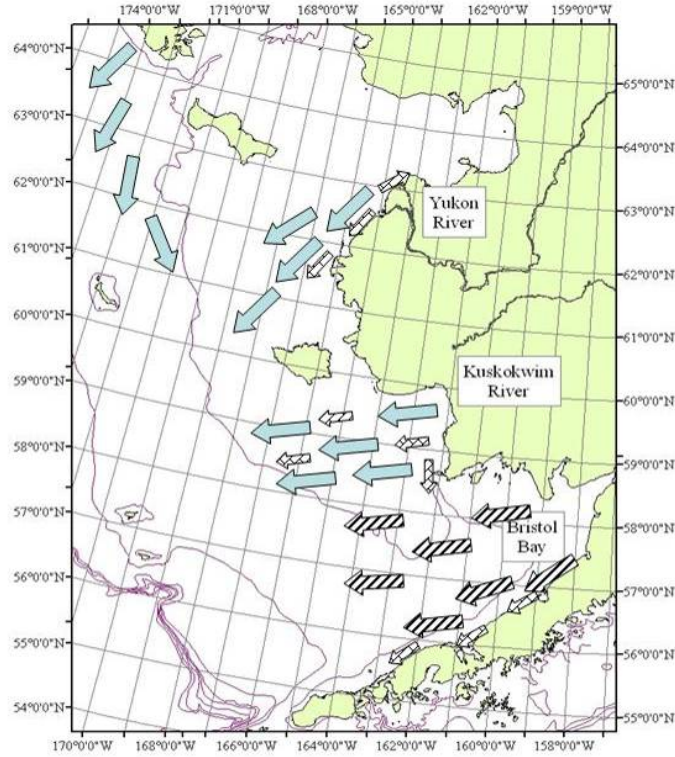 174°0'0"W 171°0'0"W 168°0'0"W 165°0'0"W 162°0'0"W 159°0'0"W
64°0'0"N
65°0'0"N
63°0'0"N
64°0'0"N
62°0'0"N
Yukon
River
63°0'0"N
61°0'0"N
62°0'0"N
60°0'0"N
61°0'0"N
59°0'0"N
Kuskokwim
River
60°0'0"N
58°0'0"N
59°0'0"N
57°0'0"N
Bristol
Bay
58°0'0"N
56°0'0"N
57°0'0"N
55°0'0"N
56°0'0"N
54°0'0"N
55°0'0"N
170°0'0"W 168°0'0"W 166°0'0"W 164°0'0"W 162°0'0"W 160°0'0"W 158°0'0"W